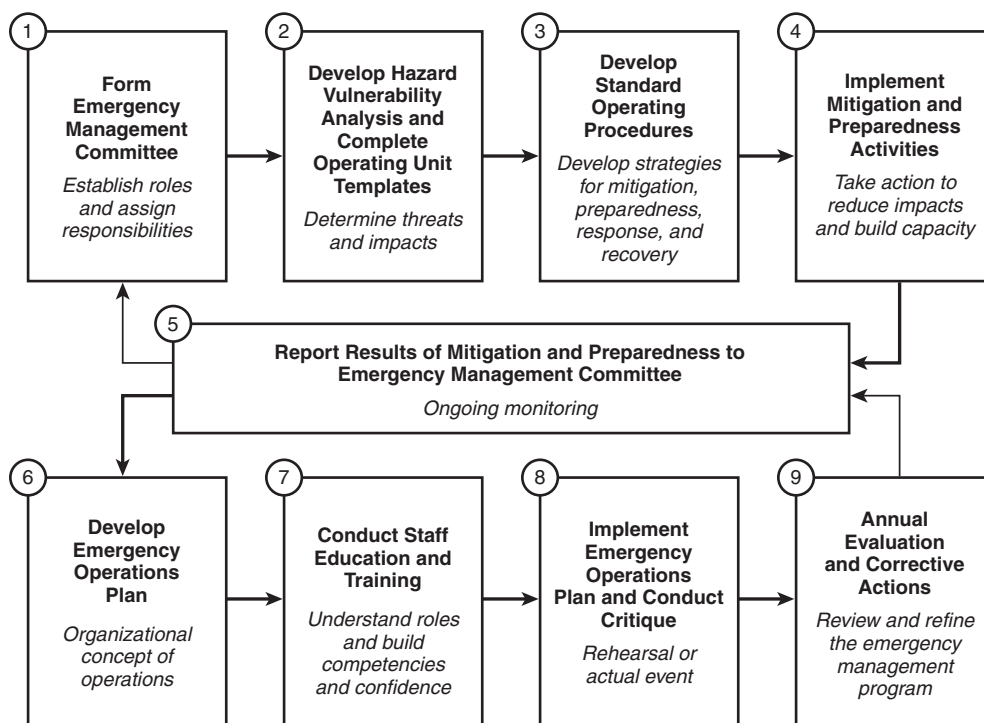 1
Form
Emergency
Management
Committee
Establish roles
and assign
responsibilities
2
Develop Hazard
Vulnerability
Analysis and
Complete
Operating Unit
Templates
Determine threats
and impacts
3
Develop
Standard
Operating
Procedures
Develop strategies
for mitigation,
preparedness,
response, and
recovery
4
Implement
Mitigation and
Preparedness
Activities
Take action to
reduce impacts
and build capacity
5
Report Results of Mitigation and Preparedness to
Emergency Management Committee
Ongoing monitoring
6
Develop
Emergency
Operations
Plan
Organizational
concept of
operations
7
Conduct Staff
Education and
Training
Understand roles
and build
competencies
and confidence
8
Implement
Emergency
Operations
Plan and Conduct
Critique
Rehearsal or
actual event
9
Annual
Evaluation
and Corrective
Actions
Review and refine
the emergency
management
program